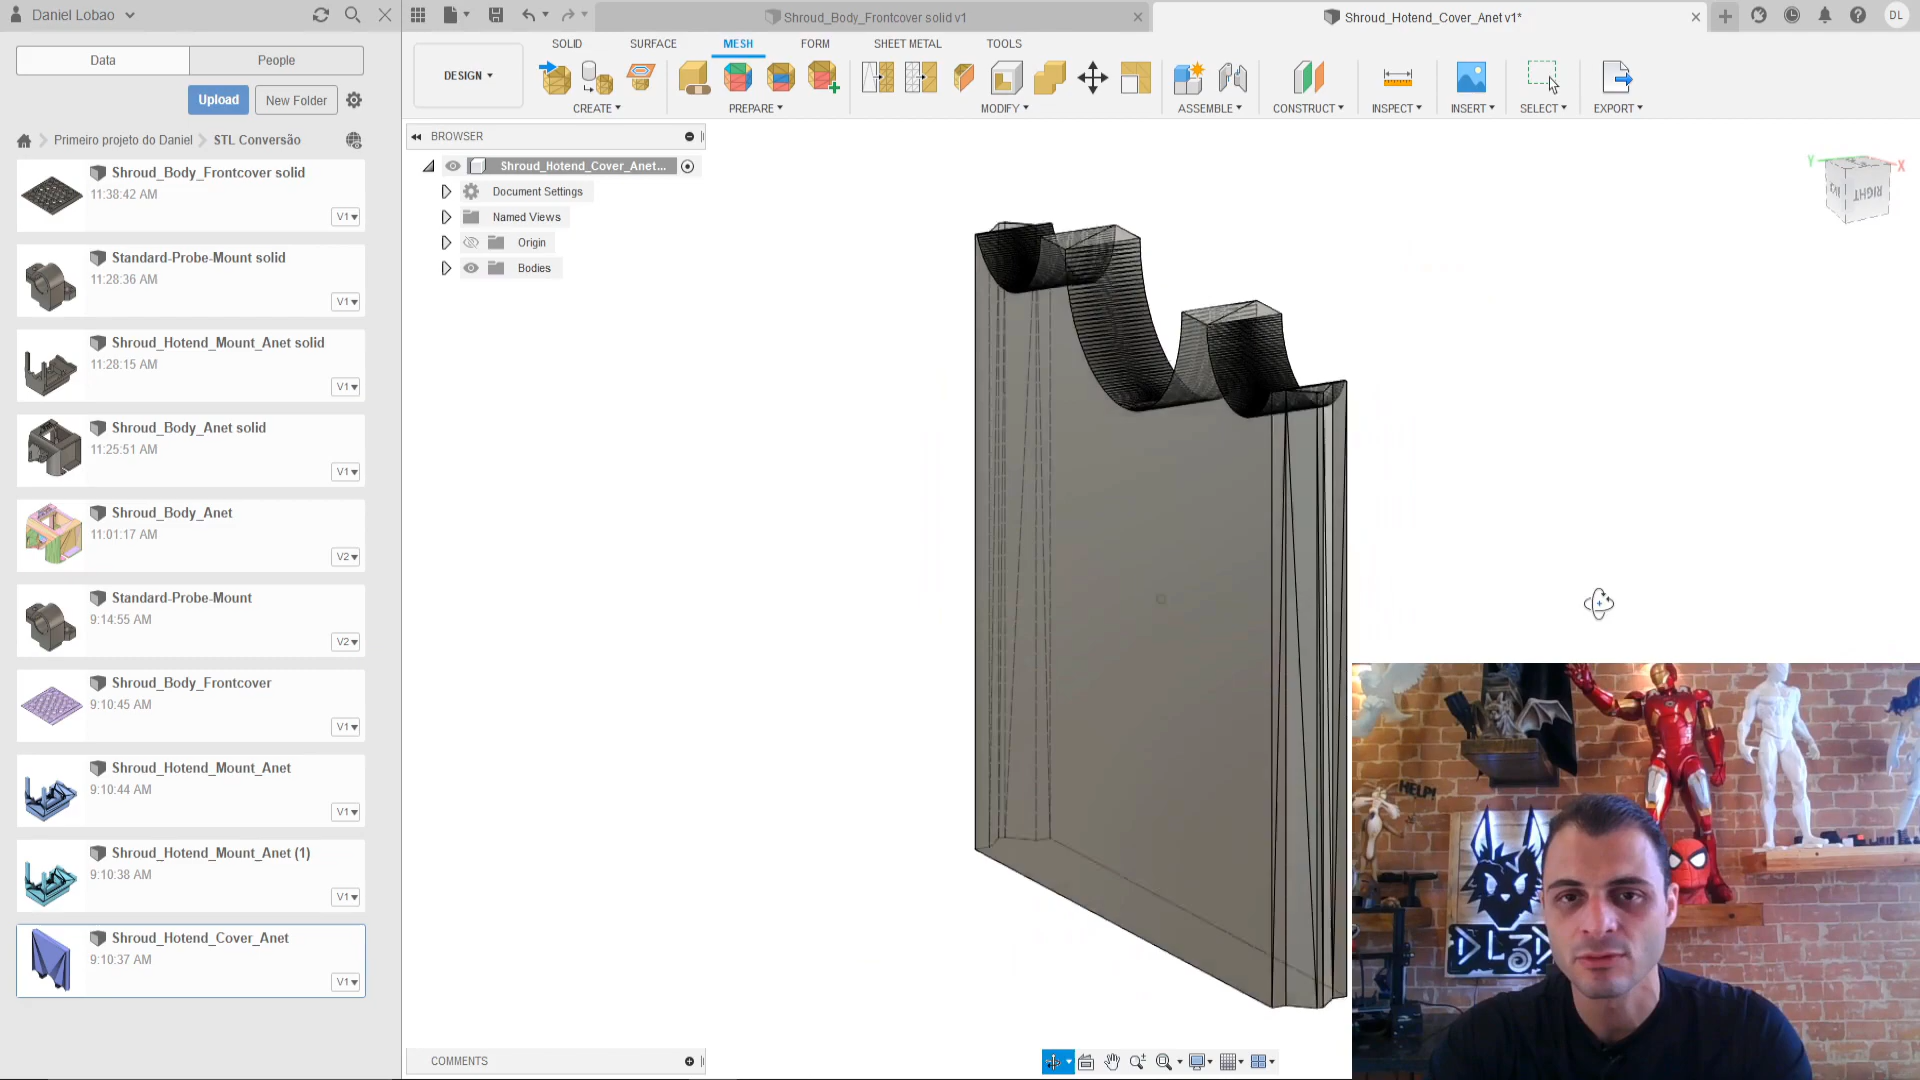 Daniel Lobao
Shroud_Body_Frontcover solid v1
Shroud_Hotend_Cover_Anet v1*
DL
Data
People
SOLID
SURFACE
MESH
FORM
SHEET METAL
TOOLS
DESIGN
Upload
New Folder
CREATE
PREPARE
MODIFY
ASSEMBLE
CONSTRUCT
INSPECT
INSERT
SELECT
EXPORT
Primeiro projeto do Daniel
STL Conversão
BROWSER
Shroud_Hotend_Cover_Anet...
Document Settings
Named Views
Origin
Bodies
Y
X
RIGHT
Shroud_Body_Frontcover solid
11:38:42 AM
V1
Standard-Probe-Mount solid
11:28:36 AM
V1
Shroud_Hotend_Mount_Anet solid
11:28:15 AM
V1
Shroud_Body_Anet solid
11:25:51 AM
V1
Shroud_Body_Anet
11:01:17 AM
V2
Standard-Probe-Mount
9:14:55 AM
V2
Shroud_Body_Frontcover
9:10:45 AM
V1
Shroud_Hotend_Mount_Anet
9:10:44 AM
V1
Shroud_Hotend_Mount_Anet (1)
9:10:38 AM
V1
Shroud_Hotend_Cover_Anet
9:10:37 AM
V1
HELP!
DL3D
COMMENTS